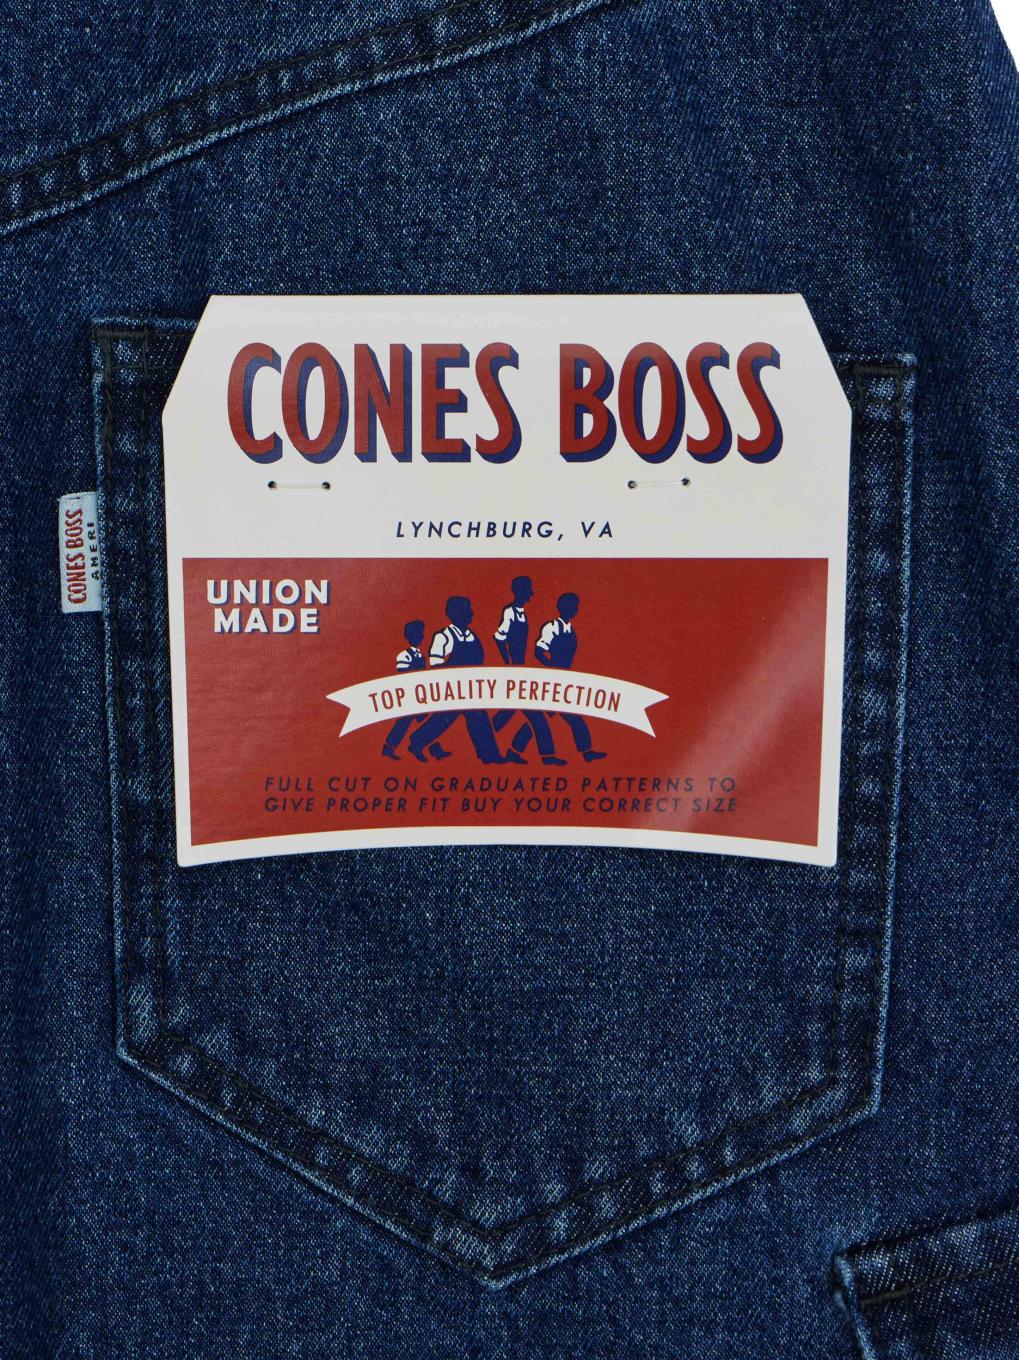 CONES BOSS
LYNCHBURG, VA
UNION
MADE
TOP QUALITY PERFECTION
FULL CUT ON GRADUATED PATTERNS TO
GIVE PROPER FIT BUY YOUR CORRECT SIZE
CONES BOSS
AMERI